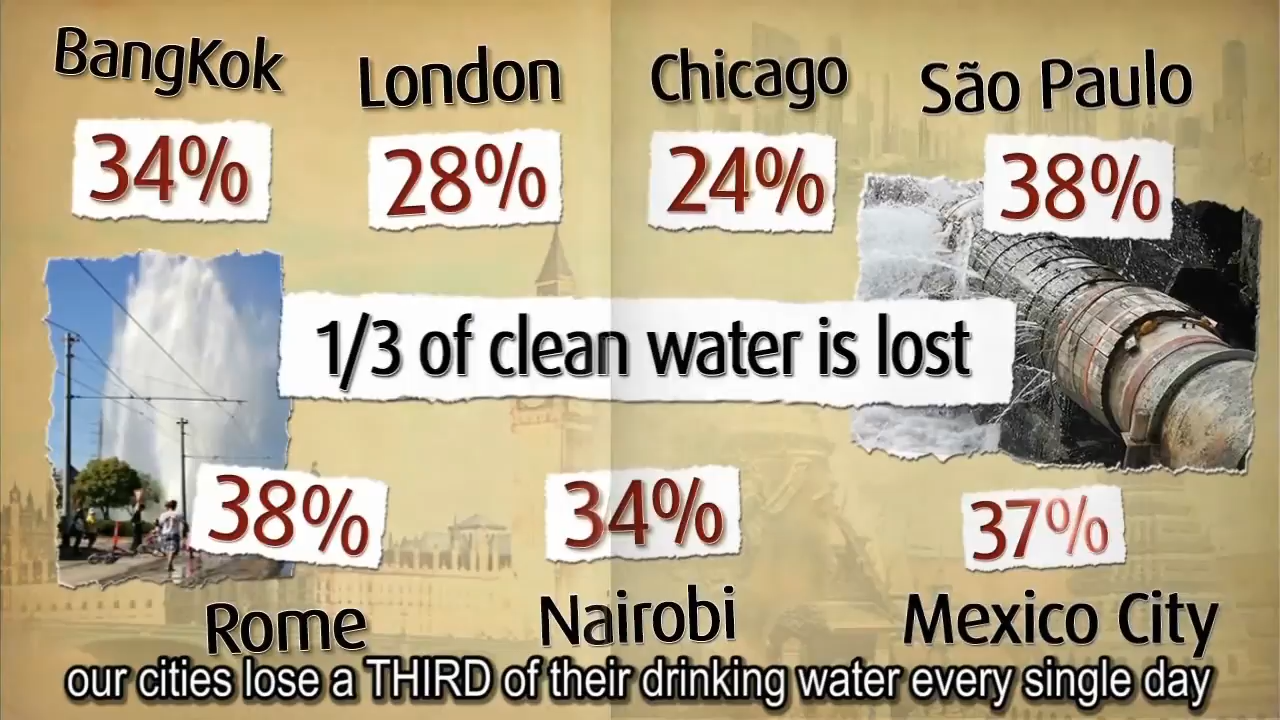 BangKok
London
Chicago
São Paulo
34%
28%
24%
38%
1/3 of clean water is lost
38%
34%
37%
Rome
Nairobi
Mexico City
our cities lose a THIRD of their drinking water every single day